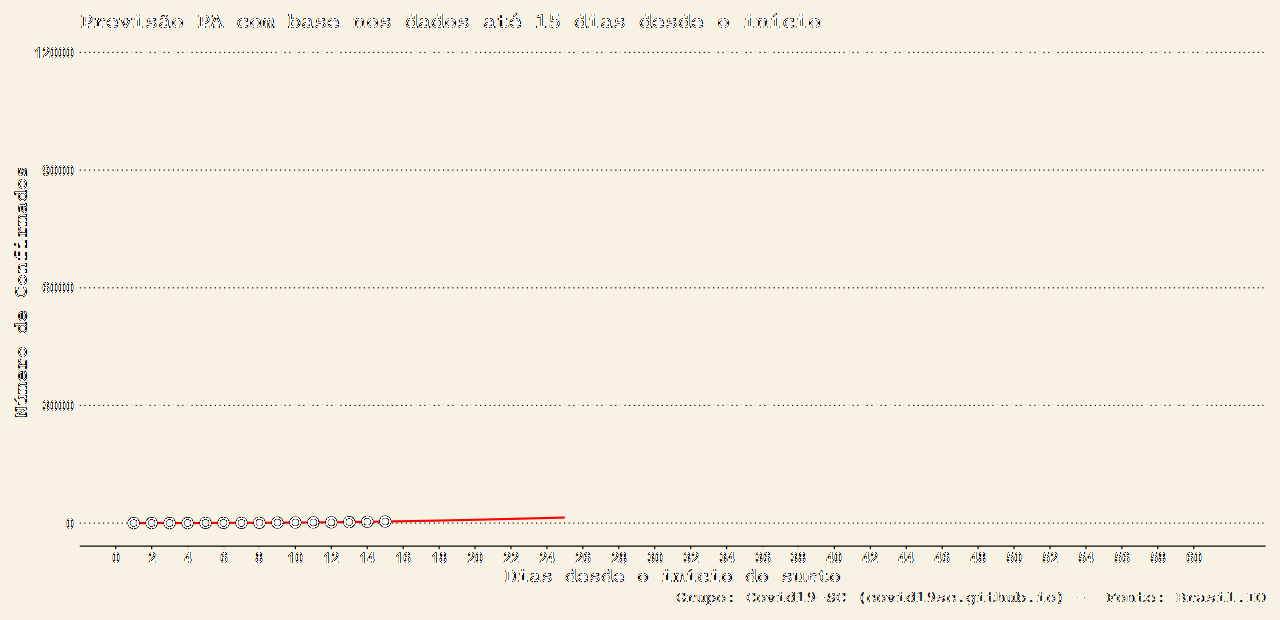 Previsão com base nos dados até 15 dias desde o início
120000
90000
60000
30000
0
Número de Confirmados
0 2 4 6 8 10 12 14 16 18 20 22 24 26 28 30 32 34 36 38 40 42 44 46 48 50 52 54 56 58 60
Dias desde o início do surto
Grupo: Covid19-SC (covid19sc.github.io) -- Fonte: Brasil.IO